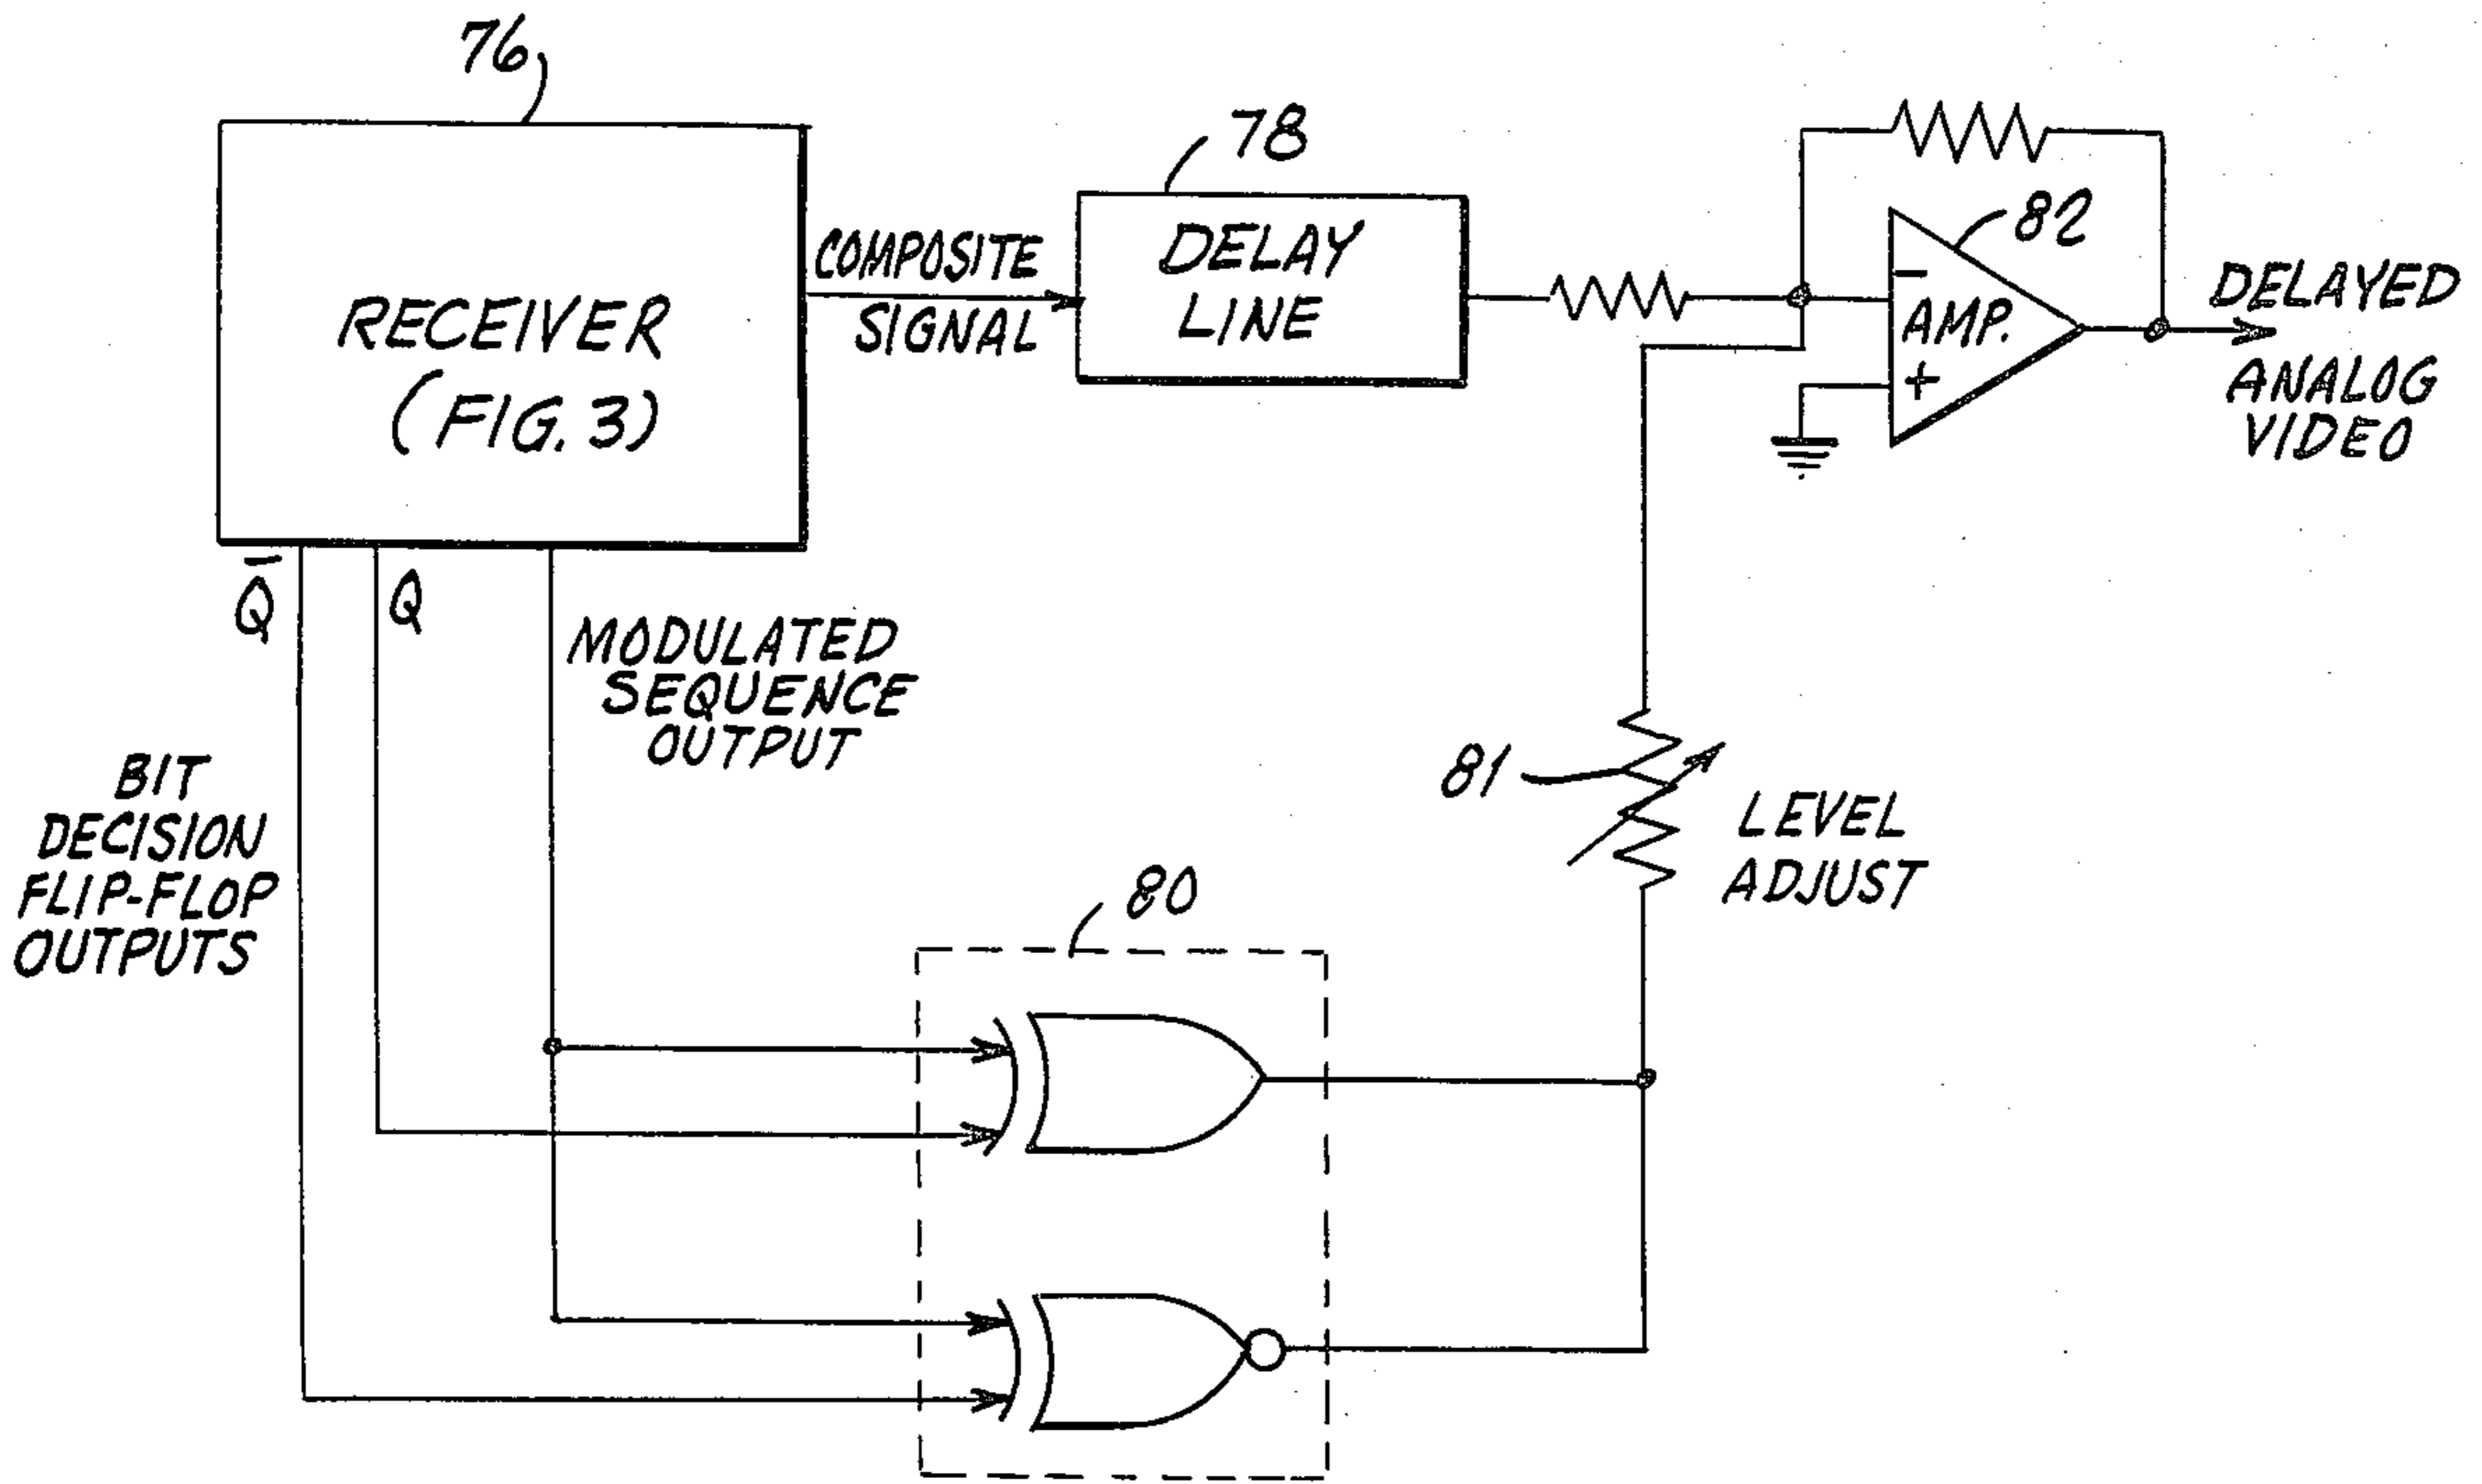 76
RECEIVER
(FIG. 3)
COMPOSITE
SIGNAL
78
DELAY
LINE
82
−
AMP.
+
DELAYED
ANALOG
VIDEO
Q̅
Q
MODULATED
SEQUENCE
OUTPUT
BIT
DECISION
FLIP-FLOP
OUTPUTS
81
LEVEL
ADJUST
80